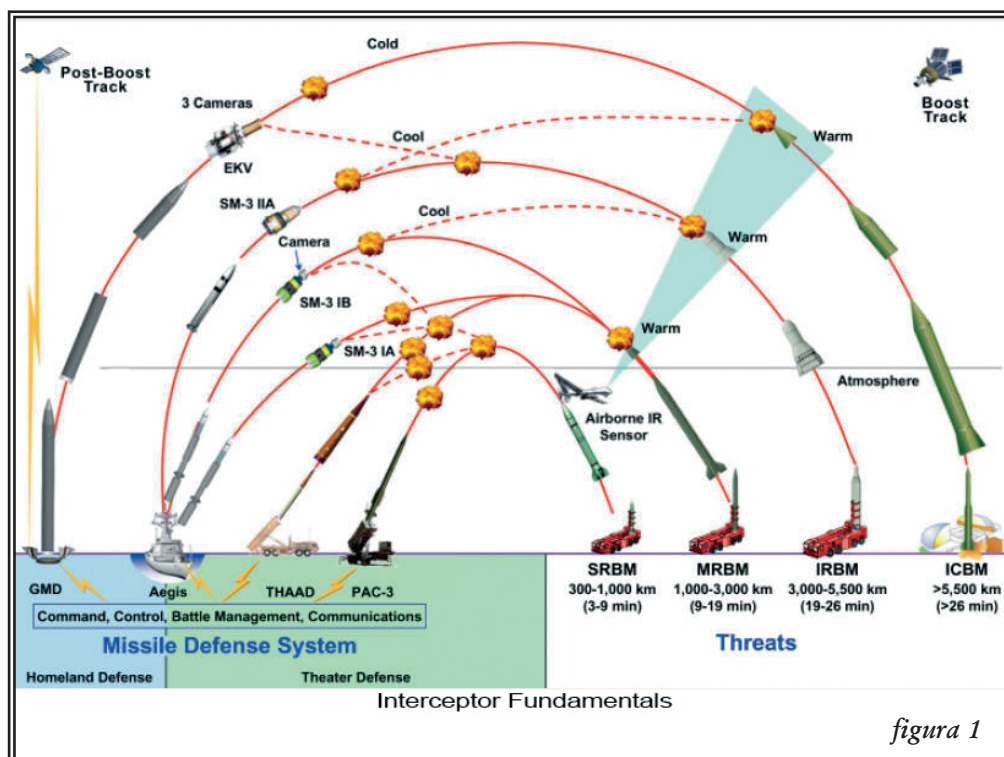 Post-Boost
Track
Cold
Boost
Track
3 Cameras
Cool
Warm
EKV
SM-3 IIA
Cool
Camera
Warm
SM-3 IB
Warm
SM-3 IA
Airborne IR
Sensor
Atmosphere
GMD
Aegis
THAAD
PAC-3
SRBM
300-1,000 km
(3-9 min)
MRBM
1,000-3,000 km
(9-19 min)
IRBM
3,000-5,500 km
(19-26 min)
ICBM
>5,500 km
(>26 min)
Command, Control, Battle Management, Communications
Missile Defense System
Threats
Homeland Defense
Theater Defense
Interceptor Fundamentals
figura 1